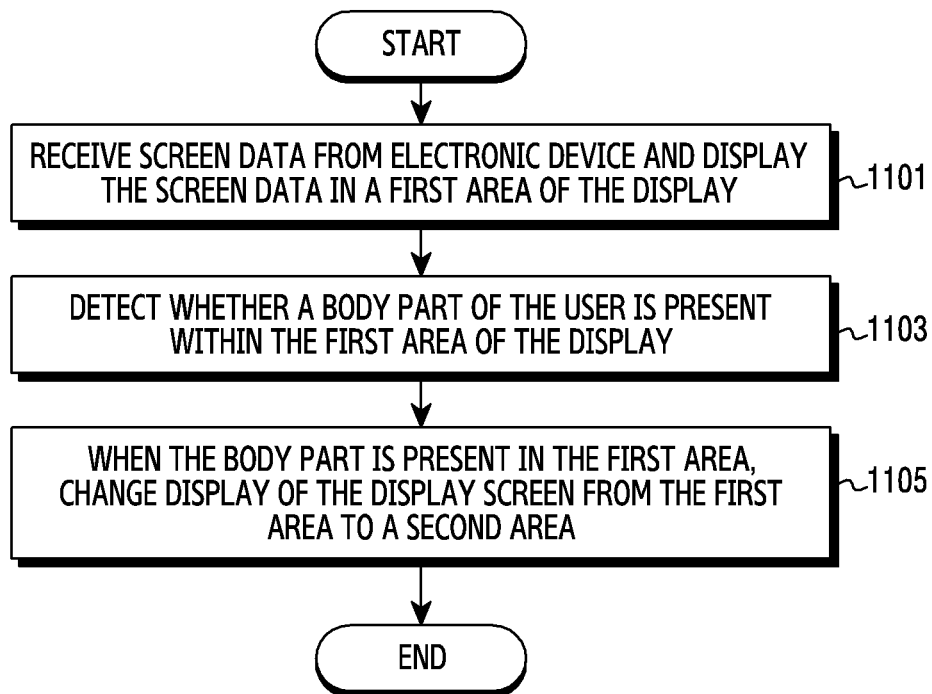 START
RECEIVE SCREEN DATA FROM ELECTRONIC DEVICE AND DISPLAY
THE SCREEN DATA IN A FIRST AREA OF THE DISPLAY
1101
DETECT WHETHER A BODY PART OF THE USER IS PRESENT
WITHIN THE FIRST AREA OF THE DISPLAY
1103
WHEN THE BODY PART IS PRESENT IN THE FIRST AREA,
CHANGE DISPLAY OF THE DISPLAY SCREEN FROM THE FIRST
AREA TO A SECOND AREA
1105
END